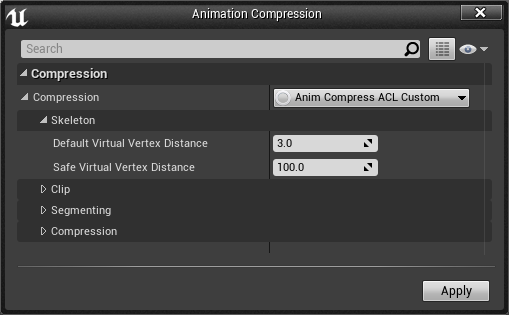 Animation Compression
Search
Compression
Compression Anim Compress ACL Custom
Skeleton
Default Virtual Vertex Distance 3.0
Safe Virtual Vertex Distance 100.0
Clip
Segmenting
Compression
Apply